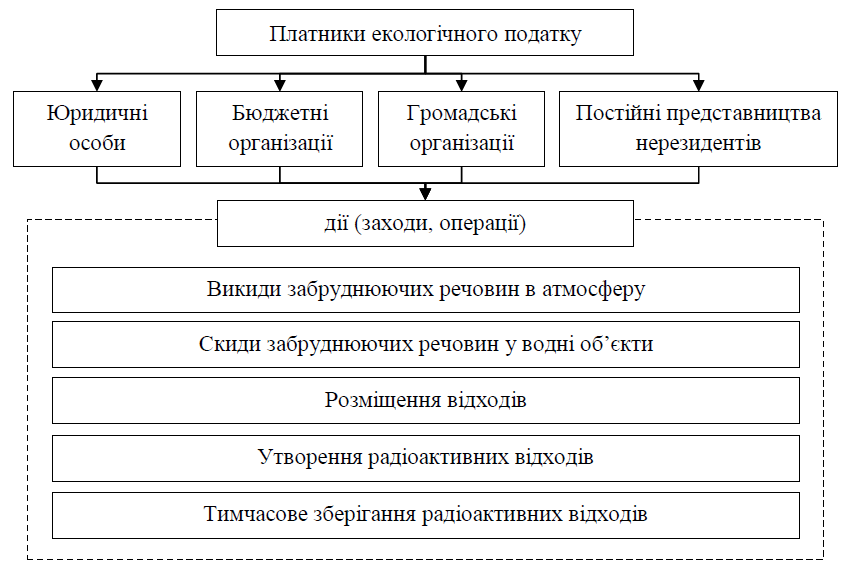 Платники екологічного податку
Юридичні
особи
Бюджетні
організації
Громадські
організації
Постійні представництва
нерезидентів
дії (заходи, операції)
Викиди забруднюючих речовин в атмосферу
Скиди забруднюючих речовин у водні об’єкти
Розміщення відходів
Утворення радіоактивних відходів
Тимчасове зберігання радіоактивних відходів